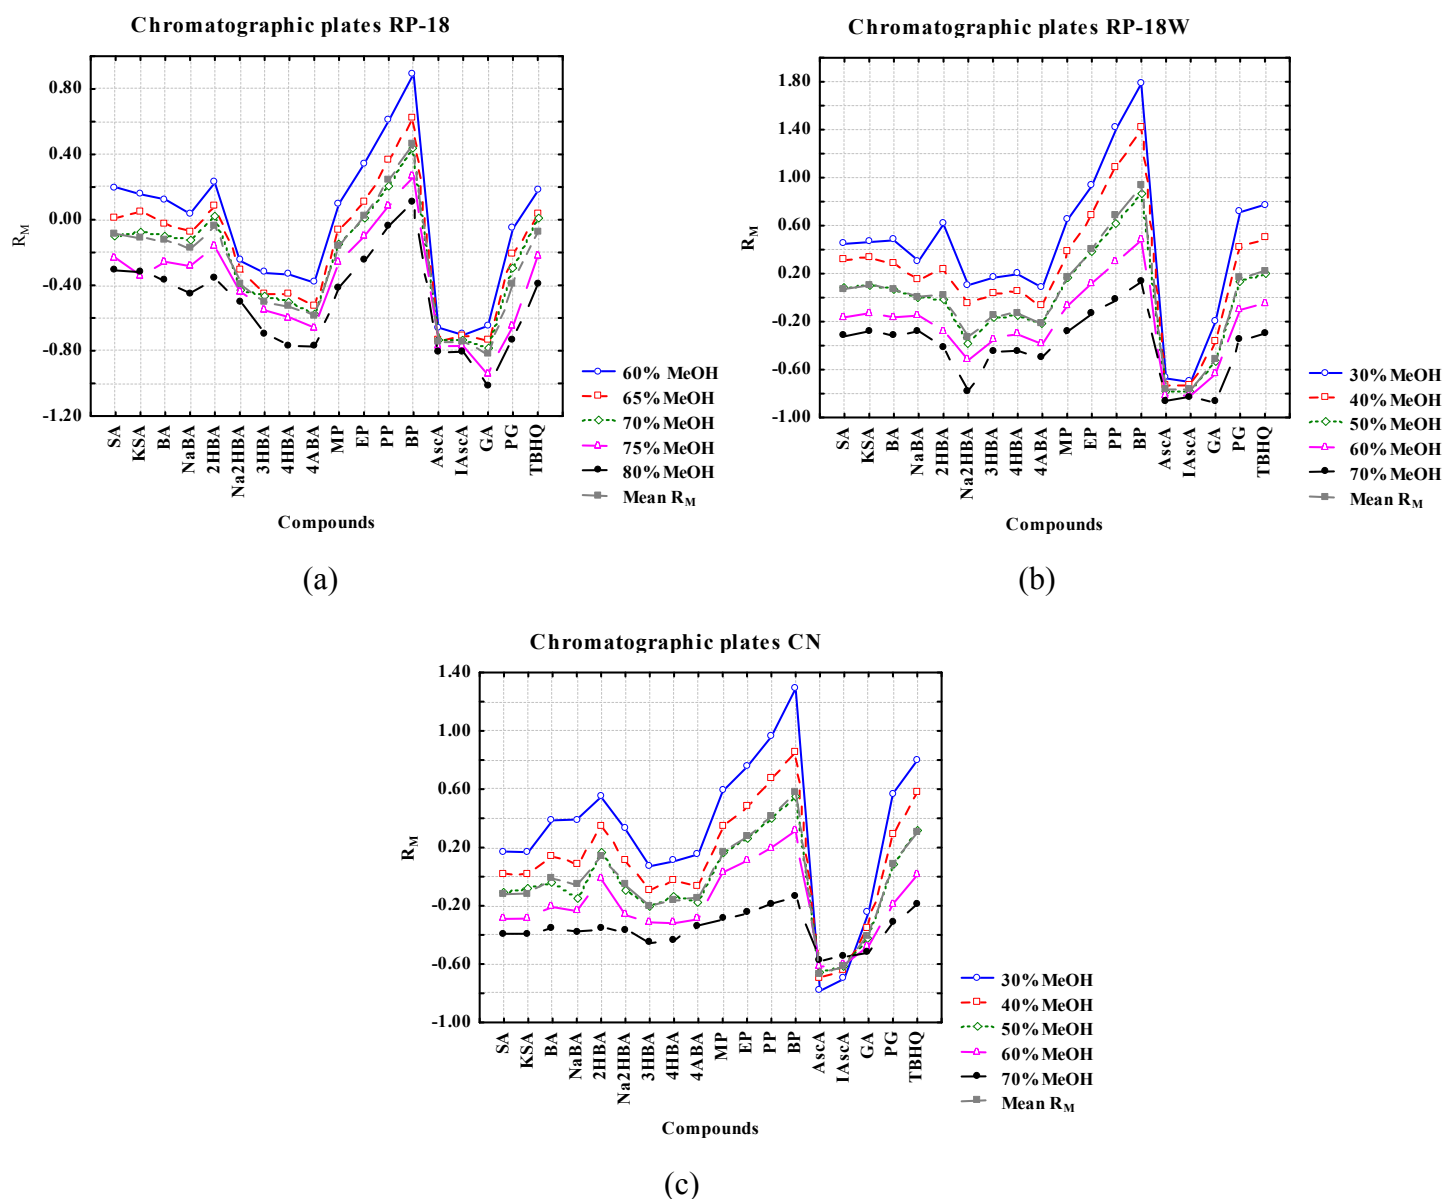 Chromatographic plates RP-18
R_M
0.80
0.40
0.00
-0.40
-0.80
-1.20
SA
KSA
BA
NaBA
2HBA
Na2HBA
3HBA
4HBA
4ABA
MP
EP
PP
BP
AscA
IAscA
GA
PG
TBHQ
Compounds
60% MeOH
65%MeOH
70%MeOH
75%MeOH
80%MeOH
Mean R_M
(a)
Chromatographic plates RP-18W
R_M
1.80
1.40
1.00
0.60
0.20
-0.20
-0.60
-1.00
SA
KSA
BA
NaBA
2HBA
Na2HBA
3HBA
4HBA
4ABA
MP
EP
PP
BP
AscA
IAscA
GA
PG
TBHQ
Compounds
30%MeOH
40%MeOH
50%MeOH
60%MeOH
70%MeOH
Mean R_M
(b)
Chromatographic plates CN
R_M
1.40
1.00
0.60
0.20
-0.20
-0.60
-1.00
SA
KSA
BA
NaBA
2HBA
Na2HBA
3HBA
4HBA
4ABA
MP
EP
PP
BP
AscA
IAscA
GA
PG
TBHQ
Compounds
30%MeOH
40%MeOH
50%MeOH
60%MeOH
70%MeOH
Mean R_M
(c)